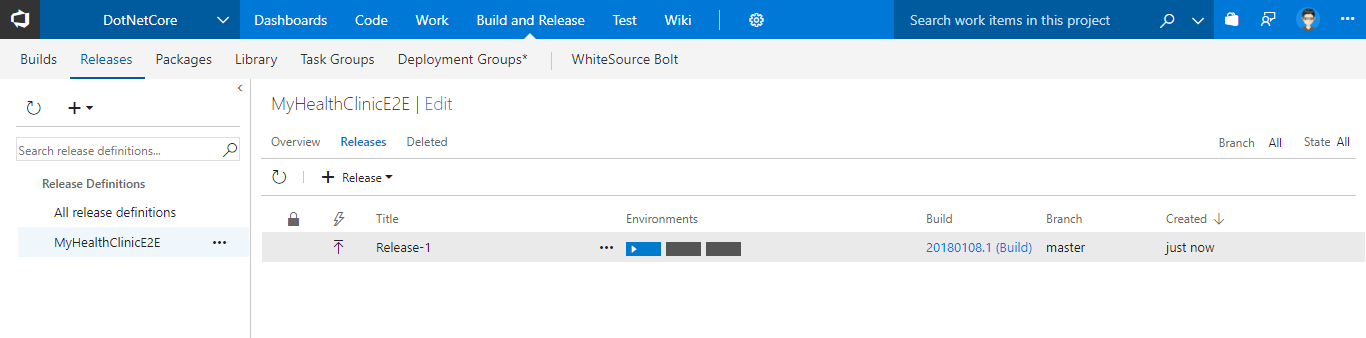 DotNetCore Dashboards Code Work Build and Release Test Wiki Search work items in this project
Builds Releases Packages Library Task Groups Deployment Groups* WhiteSource Bolt
MyHealthClinicE2E | Edit
Overview Releases Deleted Branch All State All
Search release definitions...
Release
Release Definitions
All release definitions
MyHealthClinicE2E
Title Environments Build Branch Created
Release-1 20180108.1 (Build) master just now